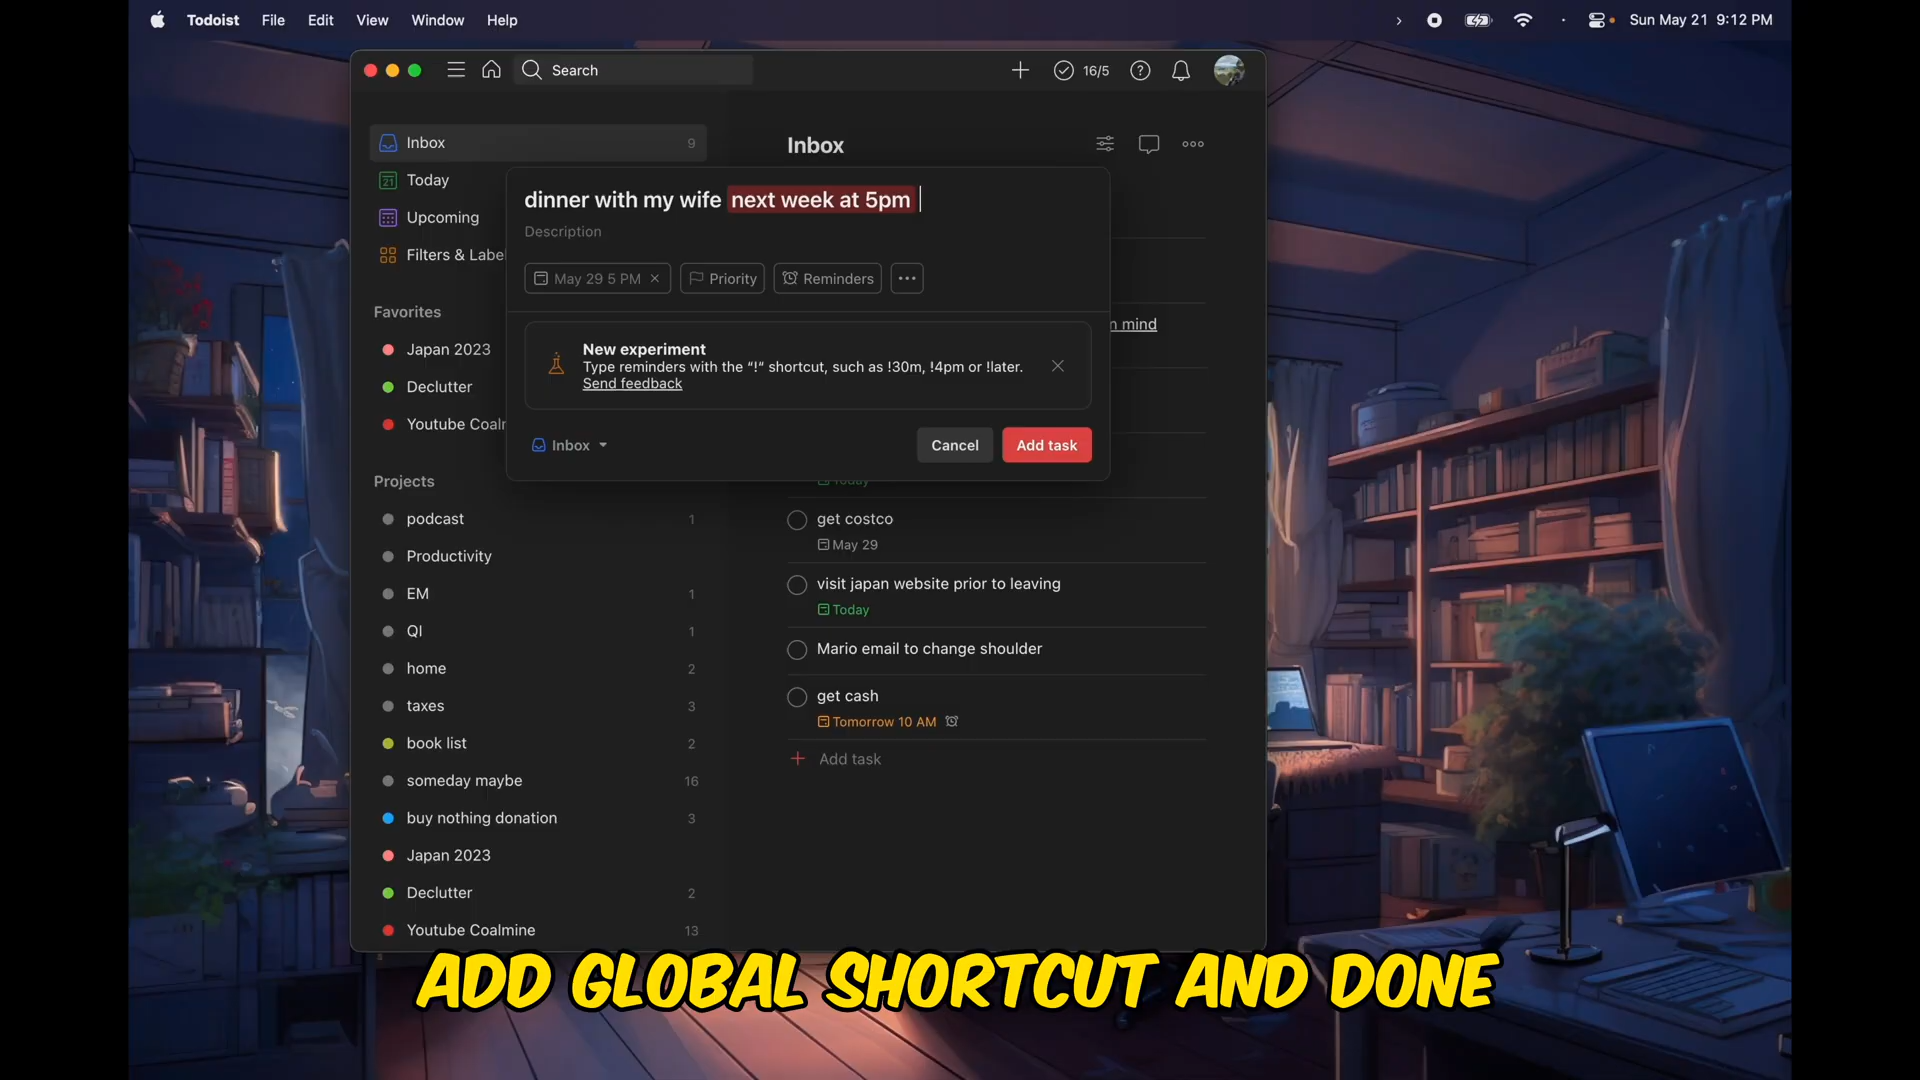 Todoist File Edit View Window Help
Sun May 21 9:12 PM
Search
16/5
Inbox 9
21 Today
Upcoming
Filters & Labe
Favorites
Japan 2023
Declutter
Youtube Coalr
Projects
podcast 1
Productivity
EM 1
QI 1
home 2
taxes 3
book list 2
someday maybe 16
buy nothing donation 3
Japan 2023
Declutter 2
Youtube Coalmine 13
Inbox
dinner with my wife next week at 5pm
Description
May 29 5 PM Priority Reminders
New experiment
Type reminders with the “!“ shortcut, such as !30m, !4pm or !later.
Send feedback
Inbox
Cancel Add task
mind
Today
get costco
May 29
visit japan website prior to leaving
Today
Mario email to change shoulder
get cash
Tomorrow 10 AM
Add task
ADD GLOBAL SHORTCUT AND DONE